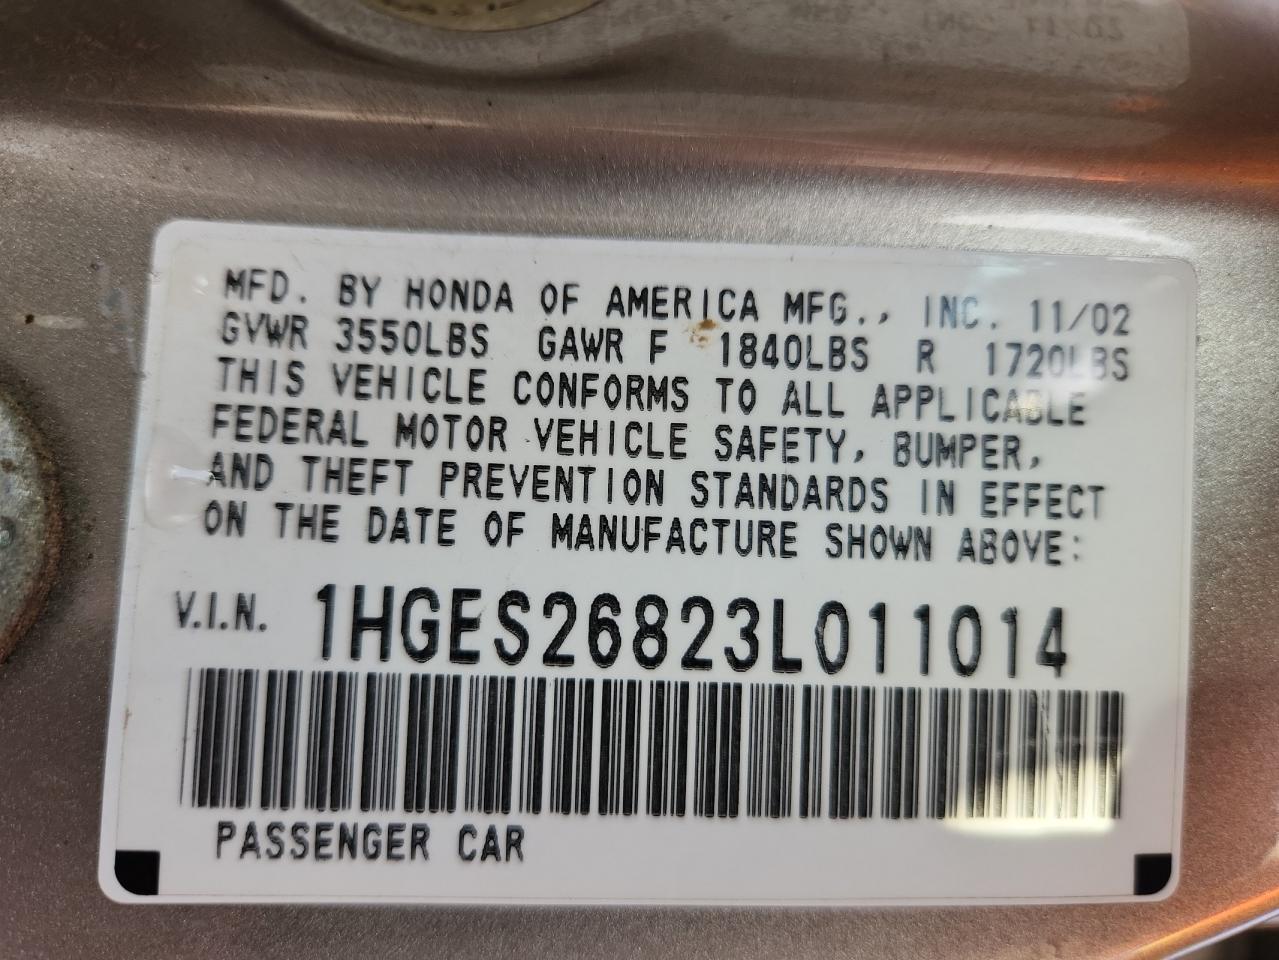 MFD. BY HONDA OF AMERICA MFG., INC. 11/02
GVWR 3550LBS GAWR F 1840LBS R 1720LBS
THIS VEHICLE CONFORMS TO ALL APPLICABLE
FEDERAL MOTOR VEHICLE SAFETY, BUMPER,
AND THEFT PREVENTION STANDARDS IN EFFECT
ON THE DATE OF MANUFACTURE SHOWN ABOVE:
V.I.N. 1HGES26823L011014
PASSENGER CAR